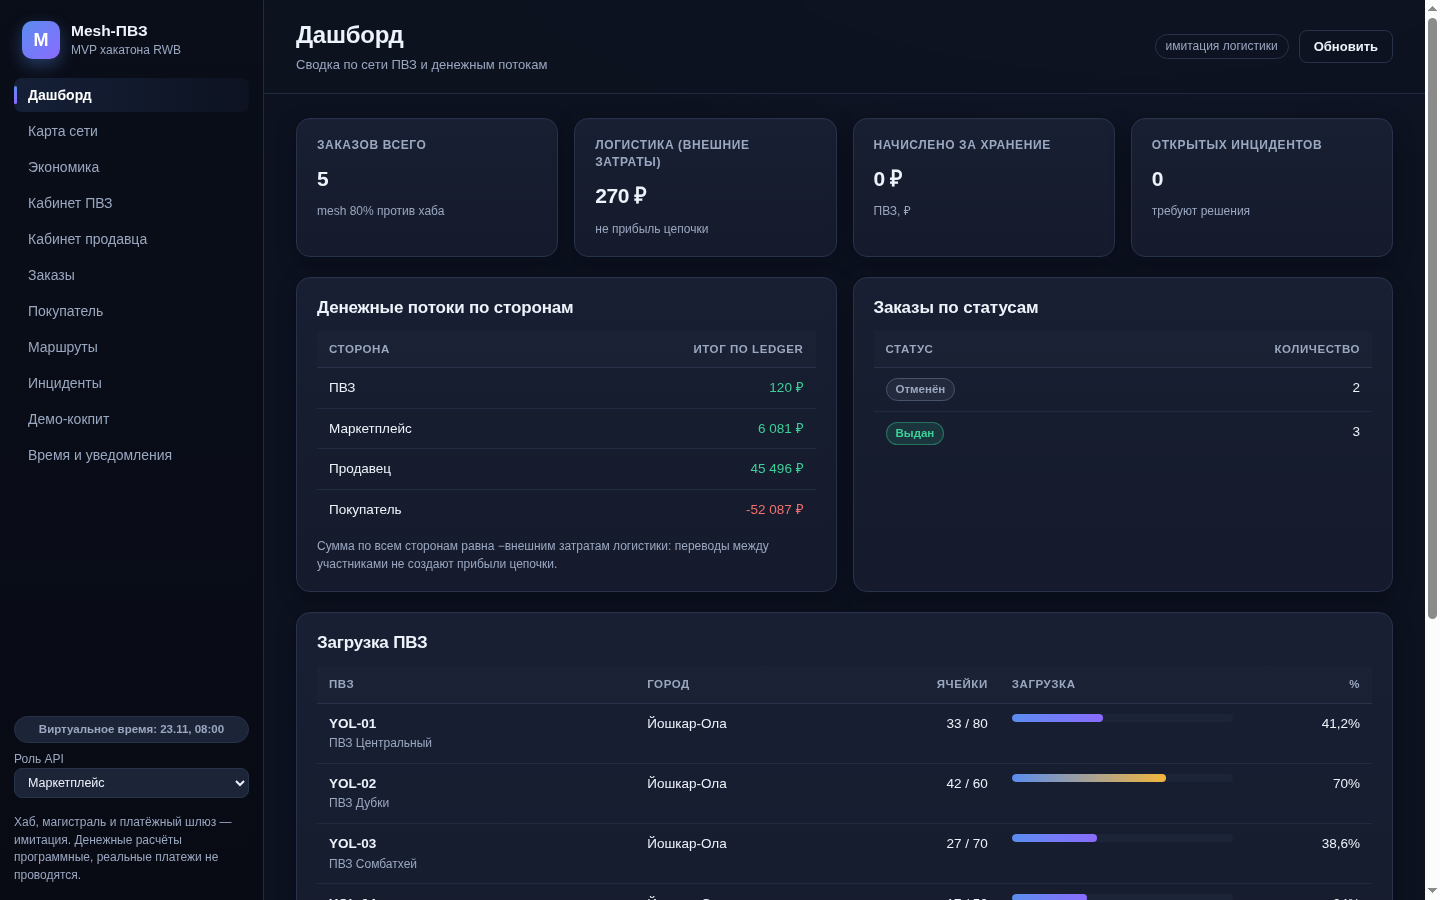 M
Mesh-ПВЗ
MVP хакатона RWB
Дашборд
Карта сети
Экономика
Кабинет ПВЗ
Кабинет продавца
Заказы
Покупатель
Маршруты
Инциденты
Демо-кокпит
Время и уведомления
Виртуальное время: 23.11, 08:00
Роль API
Маркетплейс
Хаб, магистраль и платёжный шлюз —
имитация. Денежные расчёты
программные, реальные платежи не
проводятся.
Дашборд
Сводка по сети ПВЗ и денежным потокам
имитация логистики
Обновить
ЗАКАЗОВ ВСЕГО
5
mesh 80% против хаба
ЛОГИСТИКА (ВНЕШНИЕ
ЗАТРАТЫ)
270 ₽
не прибыль цепочки
НАЧИСЛЕНО ЗА ХРАНЕНИЕ
0 ₽
ПВЗ, ₽
ОТКРЫТЫХ ИНЦИДЕНТОВ
0
требуют решения
Денежные потоки по сторонам
СТОРОНА ИТОГ ПО LEDGER
ПВЗ 120 ₽
Маркетплейс 6 081 ₽
Продавец 45 496 ₽
Покупатель -52 087 ₽
Сумма по всем сторонам равна −внешним затратам логистики: переводы между
участниками не создают прибыли цепочки.
Заказы по статусам
СТАТУС КОЛИЧЕСТВО
Отменён 2
Выдан 3
Загрузка ПВЗ
ПВЗ ГОРОД ЯЧЕЙКИ ЗАГРУЗКА %
YOL-01 Йошкар-Ола 33 / 80 41,2%
ПВЗ Центральный
YOL-02 Йошкар-Ола 42 / 60 70%
ПВЗ Дубки
YOL-03 Йошкар-Ола 27 / 70 38,6%
ПВЗ Сомбатхей